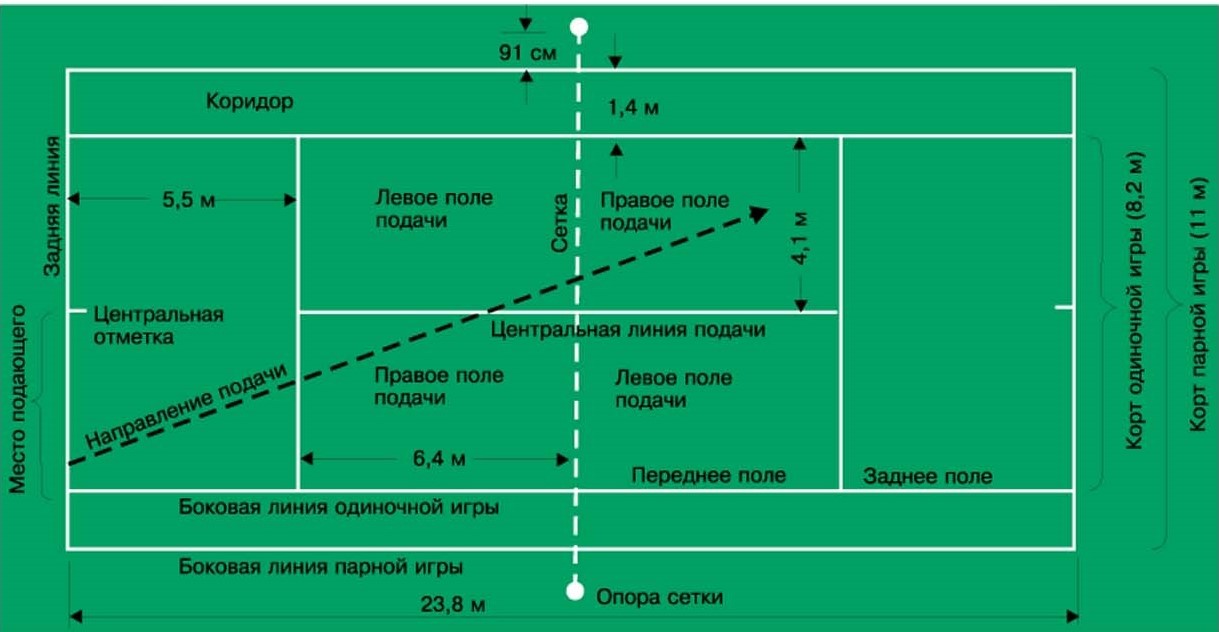 91 см
Коридор
1,4 м
Задняя линия
5,5 м
Левое поле
подачи
Сетка
Правое поле
подачи
4,1 м
Корт одиночной игры (8,2 м)
Корт парной игры (11 м)
Место подающего
Центральная
отметка
Центральная линия подачи
Направление подачи
Правое поле
подачи
Левое поле
подачи
6,4 м
Переднее поле
Заднее поле
Боковая линия одиночной игры
Боковая линия парной игры
23,8 м
Опора сетки